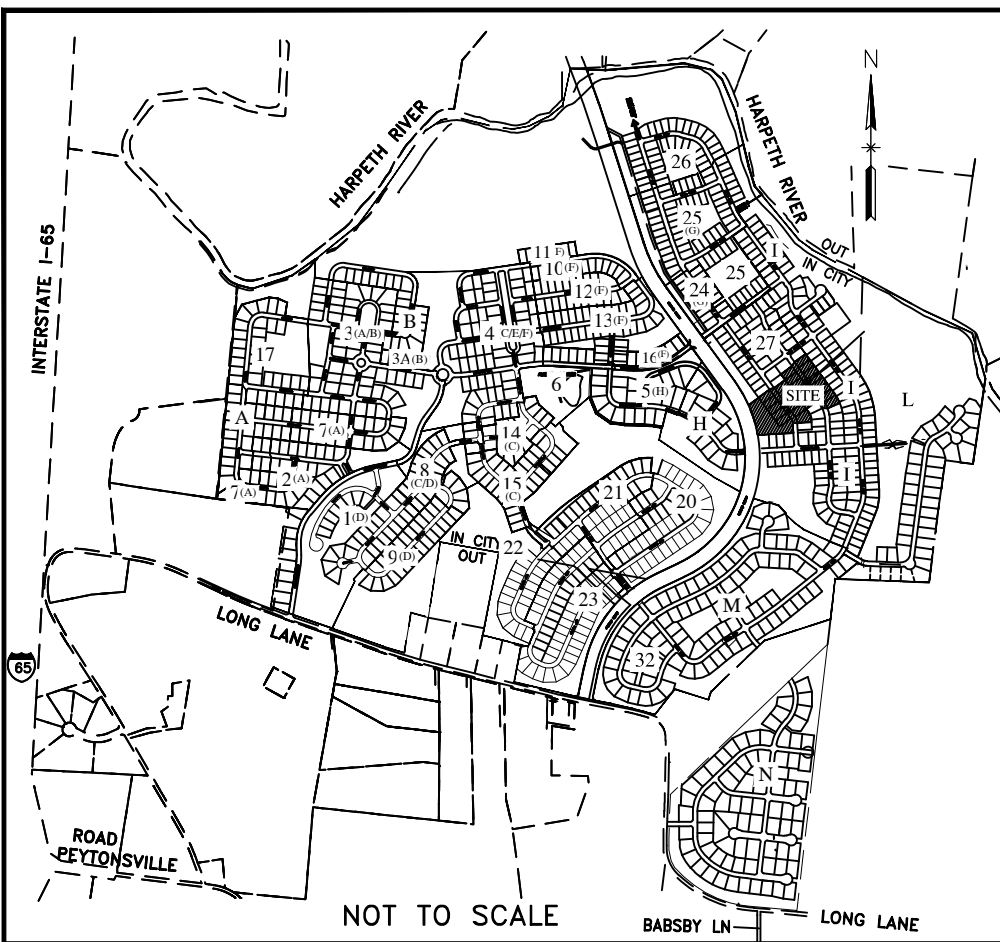 N
HARPETH RIVER
HARPETH RIVER
INTERSTATE I-65
OUT
IN CITY
26
25
(G)
I
25
24
(G)
11(F)
10(F)
12(F)
13(F)
3(A/B)
B
4 C/E/F)
3A(B)
16(F)
27
17
6
5(H)
SITE
I
L
A
7(A)
14
(C)
H
8
(C/D)
15
(C)
2(A)
7(A)
I
21
20
1(D)
9(D)
IN CITY
OUT
22
23
M
LONG LANE
32
65
N
ROAD
PEYTONSVILLE
NOT TO SCALE
BABSBY LN
LONG LANE